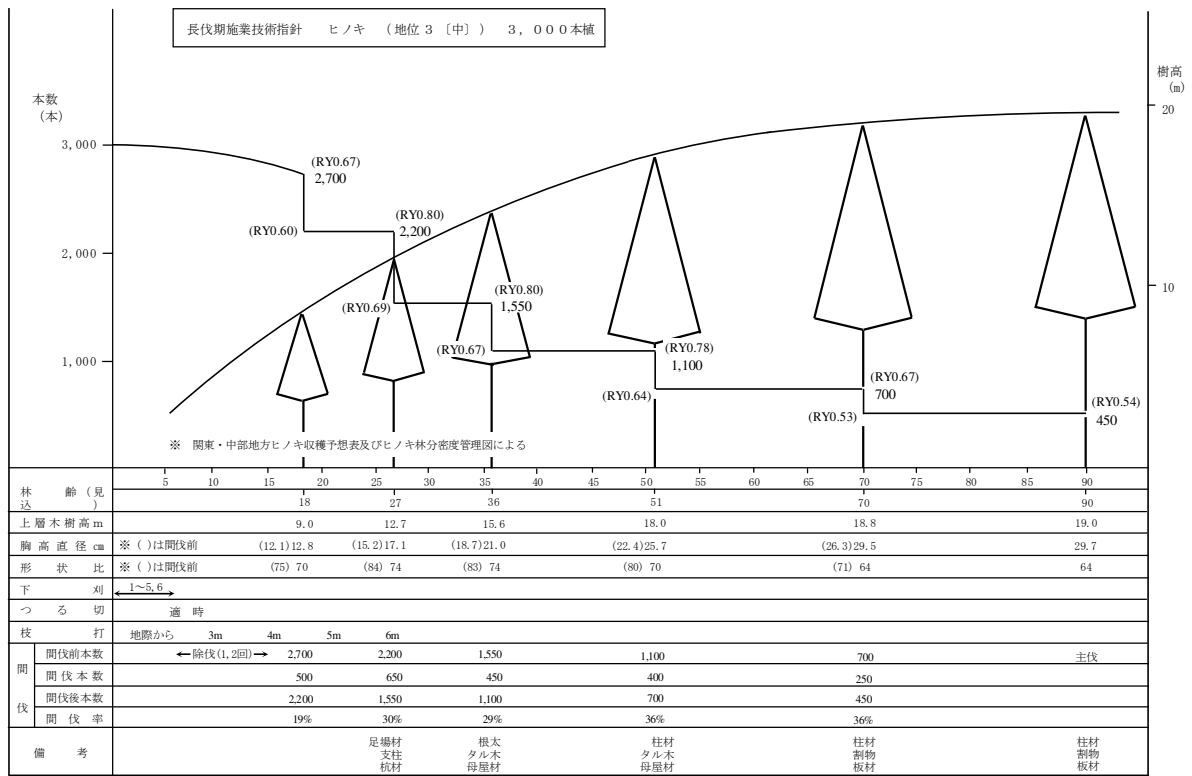 長伐期施業技術指針　ヒノキ　（地位３〔中〕）　３，０００本植
本数
（本）
樹高
(m)
3,000
2,000
1,000
20
10
(RY0.67)
2,700
(RY0.60)
(RY0.80)
2,200
(RY0.69)
(RY0.80)
1,550
(RY0.67)
(RY0.78)
1,100
(RY0.64)
(RY0.67)
700
(RY0.53)
(RY0.54)
450
※　関東・中部地方ヒノキ収穫予想表及びヒノキ林分密度管理図による
5 10 15 20 25 30 35 40 45 50 55 60 65 70 75 80 85 90
林　齢（見込　）
18 27 36 51 70 90
上層木樹高ｍ 9.0 12.7 15.6 18.0 18.8 19.0
胸高直径㎝ ※（ ）は間伐前 (12.1)12.8 (15.2)17.1 (18.7)21.0 (22.4)25.7 (26.3)29.5 29.7
形状比 ※（ ）は間伐前 (75) 70 (84) 74 (83) 74 (80) 70 (71) 64 64
下刈 1～5,6
つる切 適時
枝打 地際から 3m 4m 5m 6m
間伐
間伐前本数 除伐(1,2回) 2,700 2,200 1,550 1,100 700 主伐
間伐本数 500 650 450 400 250
間伐後本数 2,200 1,550 1,100 700 450
間伐率 19% 30% 29% 36% 36%
備考
足場材 根太 柱材 柱材 柱材
支柱 タル木 タル木 割物 割物
杭材 母屋材 母屋材 板材 板材